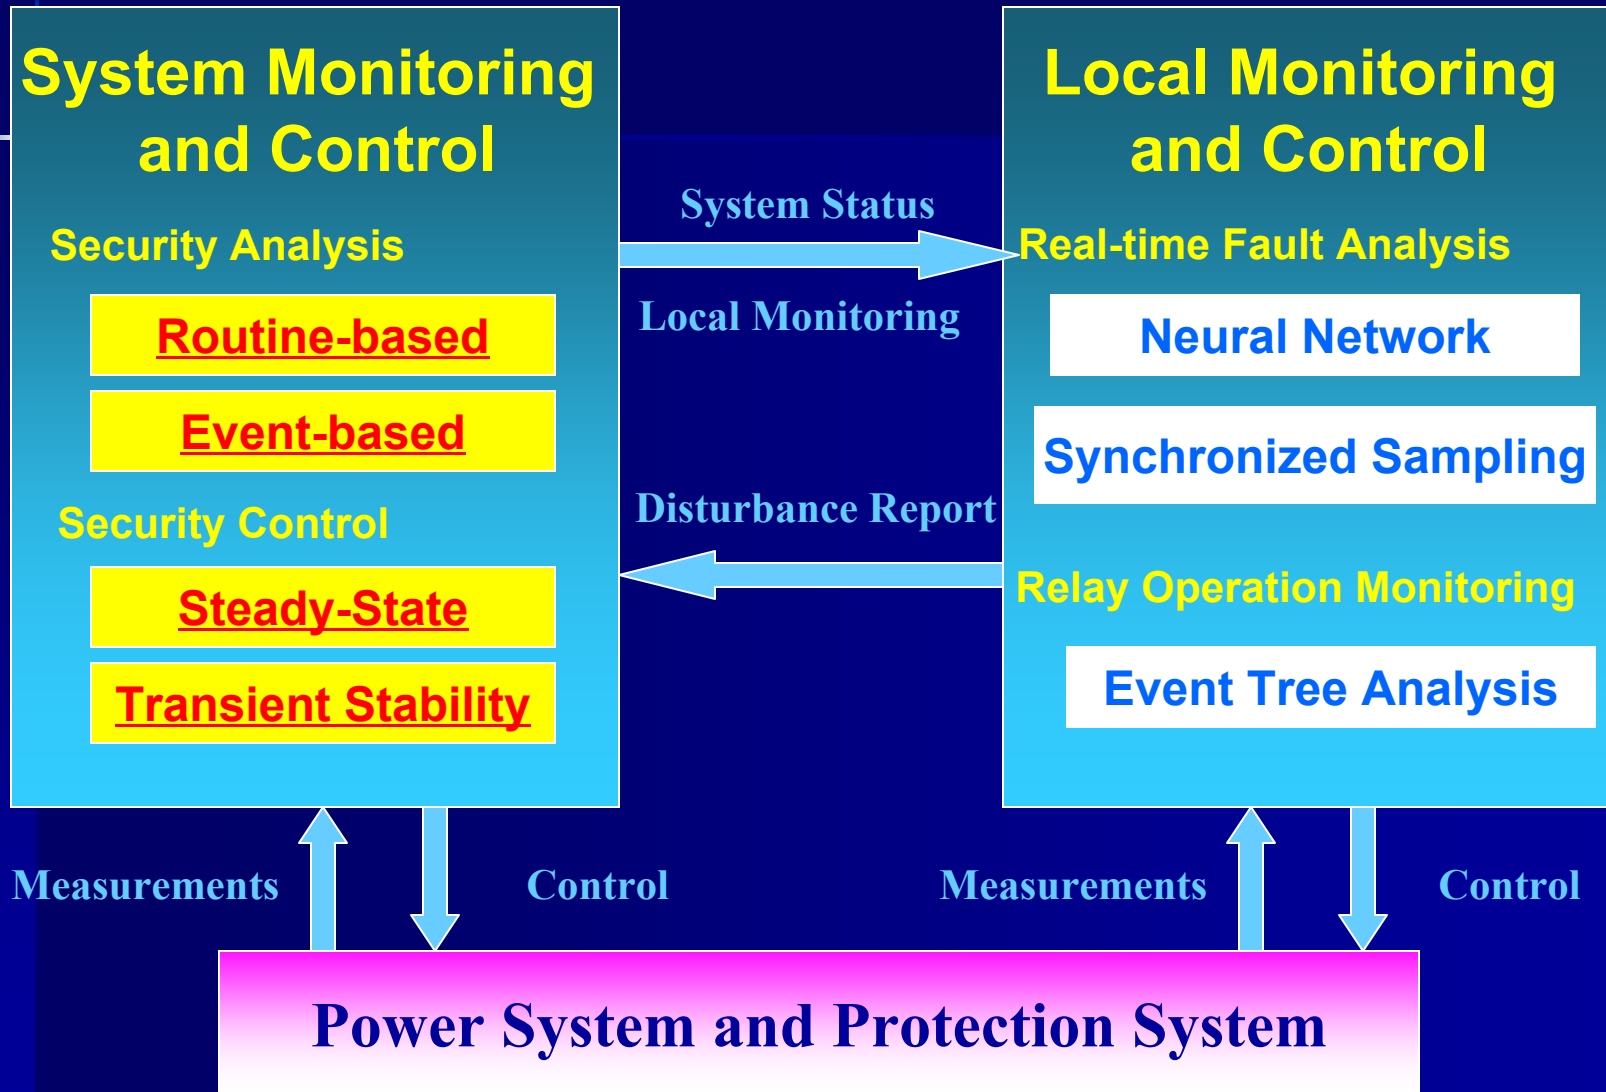 System Monitoring
and Control
Security Analysis
Routine-based
Event-based
Security Control
Steady-State
Transient Stability
System Status
Local Monitoring
Disturbance Report
Local Monitoring
and Control
Real-time Fault Analysis
Neural Network
Synchronized Sampling
Relay Operation Monitoring
Event Tree Analysis
Measurements
Control
Measurements
Control
Power System and Protection System